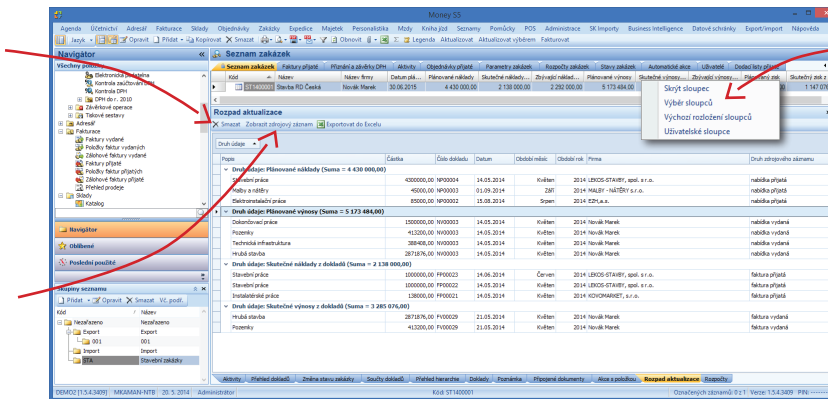 Money S5
Agenda Účetnictví Adresář Fakturace Sklady Objednávky Zakázky Expedice Majetek Personalistika Mzdy Kniha jízd Seznamy Pomůcky POS Administrace SK Importy Business Intelligence Datové schránky Export/import Nápověda
Jazyk Opravit Přidat Kopírovat Smazat Obnovit Legenda Aktualizovat Aktualizovat výběrem Fakturovat
Navigátor
Seznam zakázek
Všechny položky
Seznam zakázek Faktury přijaté Přiznání a závěrky DPH Aktivity Objednávky přijaté Parametry zakázek Rozpočty zakázek Stavy zakázek Automatické akce Uživatelé Dodací listy přijaté
Elektronická podatelna
Kontrola zaúčtování DPH
Kontrola DPH
DPH do r. 2010
Závěrkové operace
Tiskové sestavy
Adresář
Fakturace
Faktury vydané
Položky faktur vydaných
Zálohové faktury vydané
Faktury přijaté
Položky faktur přijatých
Zálohové faktury přijaté
Přehled prodeje
Sklady
Katalog
Kód Název Název firmy Datum plá... Plánované náklady Skutečné náklady... Zbývající náklad... Plánované výnosy Skutečné výnosy... Zbývající výnosy... Plánovaný zisk Skutečný zisk z
ST1400001 Stavba RD Česká Novák Marek 30.06.2015 4 430 000,00 2 138 000,00 2 292 000,00 5 173 484,00 1 147 076
Skrýt sloupec
Výběr sloupců
Výchozí rozložení sloupců
Uživatelské sloupce
Rozpad aktualizace
Smazat Zobrazit zdrojový záznam Exportovat do Excelu
Druh údaje
Popis Částka Číslo dokladu Datum Období měsíc Období rok Firma Druh zdrojového záznamu
Druh údaje: Plánované náklady (Suma = 4 430 000,00)
Stavební práce 4300000,00 NP00004 14.05.2014 Květen 2014 LEKOS-STAVBY, spol. s r.o. nabídka přijatá
Malby a nátěry 45000,00 NP00003 01.09.2014 Září 2014 MALBY - NÁTĚRY s.r.o. nabídka přijatá
Elektroinstalační práce 85000,00 NP00002 15.08.2014 Srpen 2014 EZH,a.s. nabídka přijatá
Druh údaje: Plánované výnosy (Suma = 5 173 484,00)
Dokončovací práce 1500000,00 NV00003 14.05.2014 Květen 2014 Novák Marek nabídka vydaná
Pozemky 413200,00 NV00003 14.05.2014 Květen 2014 Novák Marek nabídka vydaná
Technická infrastruktura 388408,00 NV00003 14.05.2014 Květen 2014 Novák Marek nabídka vydaná
Hrubá stavba 2871876,00 NV00003 14.05.2014 Květen 2014 Novák Marek nabídka vydaná
Druh údaje: Skutečné náklady z dokladů (Suma = 2 138 000,00)
Stavební práce 1000000,00 PP00023 14.06.2014 Červen 2014 LEKOS-STAVBY, spol. s r.o. faktura přijatá
Stavební práce 1000000,00 PP00022 14.05.2014 Květen 2014 LEKOS-STAVBY, spol. s r.o. faktura přijatá
Instalatérské práce 138000,00 PP00021 14.05.2014 Květen 2014 KOVOMARKET, s.r.o. faktura přijatá
Druh údaje: Skutečné výnosy z dokladů (Suma = 3 285 076,00)
Hrubá stavba 2871876,00 FV00029 21.05.2014 Květen 2014 Novák Marek faktura vydaná
Pozemky 413200,00 FV00029 21.05.2014 Květen 2014 Novák Marek faktura vydaná
Navigátor
Oblíbené
Poslední použité
Skupiny seznamu
Přidat Opravit Smazat Vč. podř.
Kód Název
Nezařazeno Nezařazeno
Export Export
001 001
Import Import
STA Stavební zakázky
Aktivity Přehled dokladů Změna stavu zakázky Součty dokladů Přehled hierarchie Doklady Poznámka Připojené dokumenty Akce s položkou Rozpad aktualizace Rozpočty
DEMO2 [1.5.4.3409] MKAMAN-NTB 20. 5. 2014 Administrátor Kód: ST1400001 Označených záznamů: 0 z 1 Verze: 1.5.4.3409 PIN: -------